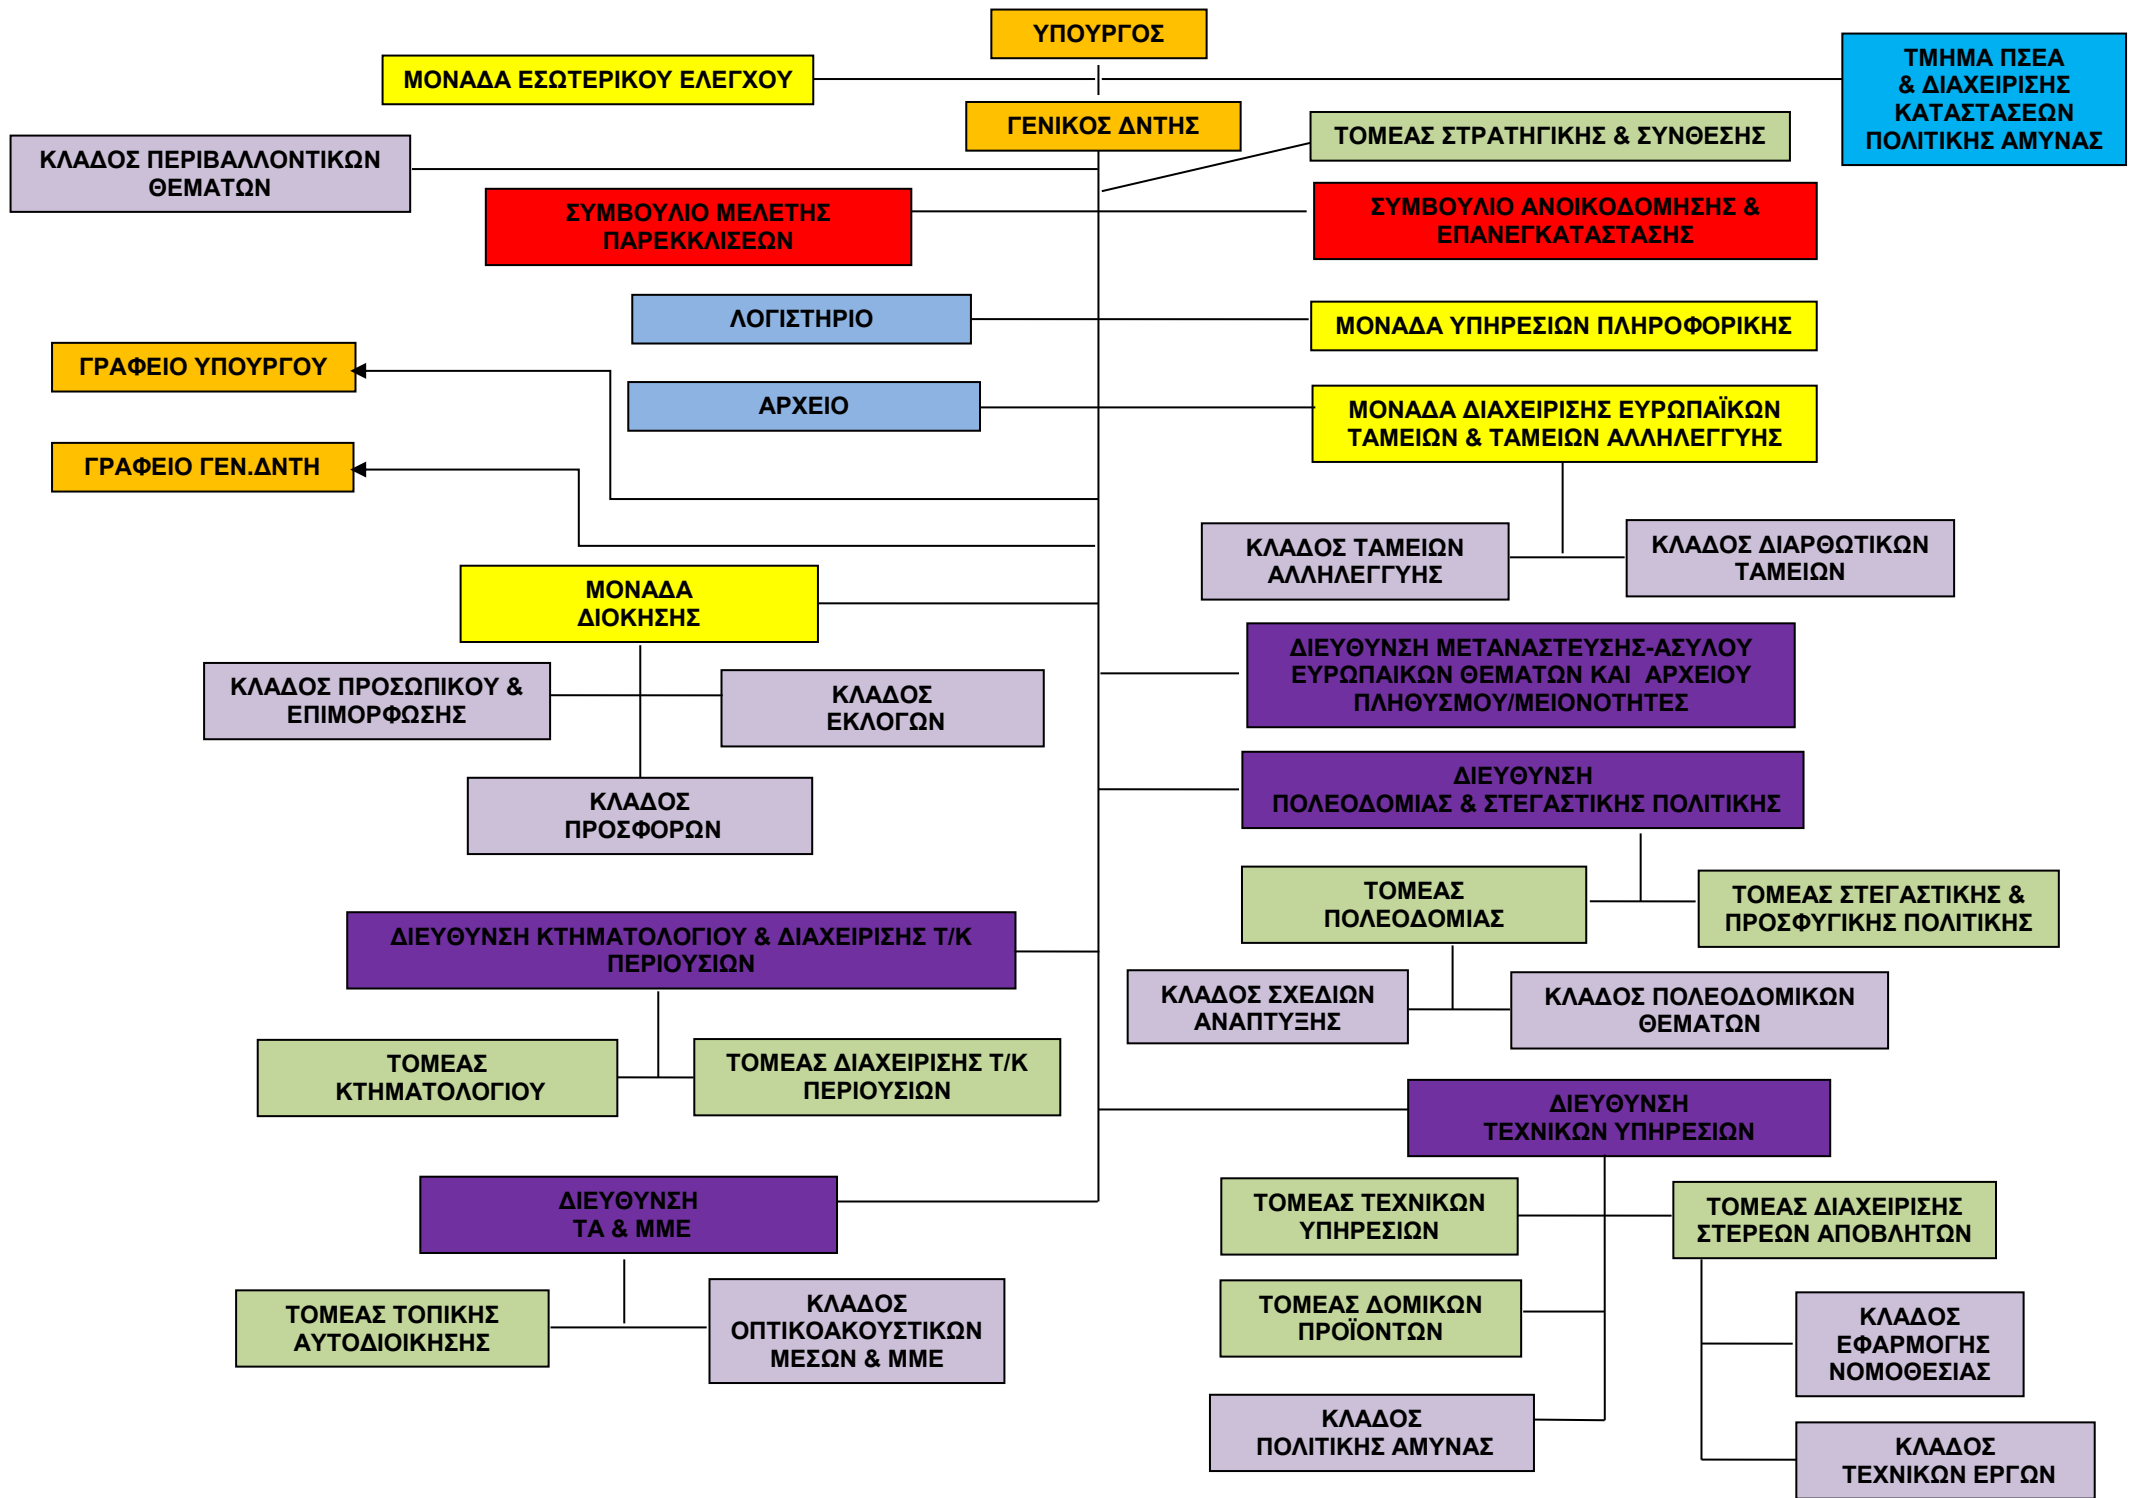 ΥΠΟΥΡΓΟΣ
ΜΟΝΑΔΑ ΕΣΩΤΕΡΙΚΟΥ ΕΛΕΓΧΟΥ
ΤΜΗΜΑ ΠΣΕΑ
& ΔΙΑΧΕΙΡΙΣΗΣ
ΚΑΤΑΣΤΑΣΕΩΝ
ΠΟΛΙΤΙΚΗΣ ΑΜΥΝΑΣ
ΓΕΝΙΚΟΣ ΔΝΤΗΣ
ΤΟΜΕΑΣ ΣΤΡΑΤΗΓΙΚΗΣ & ΣΥΝΘΕΣΗΣ
ΚΛΑΔΟΣ ΠΕΡΙΒΑΛΛΟΝΤΙΚΩΝ
ΘΕΜΑΤΩΝ
ΣΥΜΒΟΥΛΙΟ ΜΕΛΕΤΗΣ
ΠΑΡΕΚΚΛΙΣΕΩΝ
ΣΥΜΒΟΥΛΙΟ ΑΝΟΙΚΟΔΟΜΗΣΗΣ &
ΕΠΑΝΕΓΚΑΤΑΣΤΑΣΗΣ
ΛΟΓΙΣΤΗΡΙΟ
ΜΟΝΑΔΑ ΥΠΗΡΕΣΙΩΝ ΠΛΗΡΟΦΟΡΙΚΗΣ
ΓΡΑΦΕΙΟ ΥΠΟΥΡΓΟΥ
ΑΡΧΕΙΟ
ΜΟΝΑΔΑ ΔΙΑΧΕΙΡΙΣΗΣ ΕΥΡΩΠΑΪΚΩΝ
ΤΑΜΕΙΩΝ & ΤΑΜΕΙΩΝ ΑΛΛΗΛΕΓΓΥΗΣ
ΓΡΑΦΕΙΟ ΓΕΝ.ΔΝΤΗ
ΚΛΑΔΟΣ ΤΑΜΕΙΩΝ
ΑΛΛΗΛΕΓΓΥΗΣ
ΚΛΑΔΟΣ ΔΙΑΡΘΩΤΙΚΩΝ
ΤΑΜΕΙΩΝ
ΜΟΝΑΔΑ
ΔΙΟΚΗΣΗΣ
ΔΙΕΥΘΥΝΣΗ ΜΕΤΑΝΑΣΤΕΥΣΗΣ-ΑΣΥΛΟΥ
ΕΥΡΩΠΑΙΚΩΝ ΘΕΜΑΤΩΝ ΚΑΙ ΑΡΧΕΙΟΥ
ΠΛΗΘΥΣΜΟΥ/ΜΕΙΟΝΟΤΗΤΕΣ
ΚΛΑΔΟΣ ΠΡΟΣΩΠΙΚΟΥ &
ΕΠΙΜΟΡΦΩΣΗΣ
ΚΛΑΔΟΣ
ΕΚΛΟΓΩΝ
ΚΛΑΔΟΣ
ΠΡΟΣΦΟΡΩΝ
ΔΙΕΥΘΥΝΣΗ
ΠΟΛΕΟΔΟΜΙΑΣ & ΣΤΕΓΑΣΤΙΚΗΣ ΠΟΛΙΤΙΚΗΣ
ΤΟΜΕΑΣ
ΠΟΛΕΟΔΟΜΙΑΣ
ΤΟΜΕΑΣ ΣΤΕΓΑΣΤΙΚΗΣ &
ΠΡΟΣΦΥΓΙΚΗΣ ΠΟΛΙΤΙΚΗΣ
ΔΙΕΥΘΥΝΣΗ ΚΤΗΜΑΤΟΛΟΓΙΟΥ & ΔΙΑΧΕΙΡΙΣΗΣ Τ/Κ
ΠΕΡΙΟΥΣΙΩΝ
ΚΛΑΔΟΣ ΣΧΕΔΙΩΝ
ΑΝΑΠΤΥΞΗΣ
ΚΛΑΔΟΣ ΠΟΛΕΟΔΟΜΙΚΩΝ
ΘΕΜΑΤΩΝ
ΤΟΜΕΑΣ
ΚΤΗΜΑΤΟΛΟΓΙΟΥ
ΤΟΜΕΑΣ ΔΙΑΧΕΙΡΙΣΗΣ Τ/Κ
ΠΕΡΙΟΥΣΙΩΝ
ΔΙΕΥΘΥΝΣΗ
ΤΕΧΝΙΚΩΝ ΥΠΗΡΕΣΙΩΝ
ΔΙΕΥΘΥΝΣΗ
ΤΑ & ΜΜΕ
ΤΟΜΕΑΣ ΤΕΧΝΙΚΩΝ
ΥΠΗΡΕΣΙΩΝ
ΤΟΜΕΑΣ ΔΙΑΧΕΙΡΙΣΗΣ
ΣΤΕΡΕΩΝ ΑΠΟΒΛΗΤΩΝ
ΤΟΜΕΑΣ ΤΟΠΙΚΗΣ
ΑΥΤΟΔΙΟΙΚΗΣΗΣ
ΚΛΑΔΟΣ
ΟΠΤΙΚΟΑΚΟΥΣΤΙΚΩΝ
ΜΕΣΩΝ & ΜΜΕ
ΤΟΜΕΑΣ ΔΟΜΙΚΩΝ
ΠΡΟΪΟΝΤΩΝ
ΚΛΑΔΟΣ
ΕΦΑΡΜΟΓΗΣ
ΝΟΜΟΘΕΣΙΑΣ
ΚΛΑΔΟΣ
ΠΟΛΙΤΙΚΗΣ ΑΜΥΝΑΣ
ΚΛΑΔΟΣ
ΤΕΧΝΙΚΩΝ ΕΡΓΩΝ